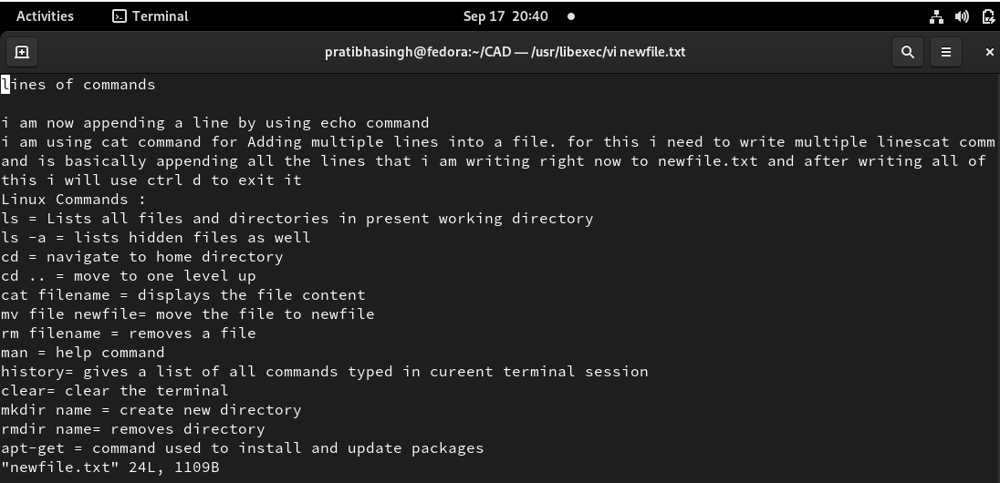 Activities Terminal Sep 17 20:40
pratibhasingh@fedora:~/CAD — /usr/libexec/vi newfile.txt
lines of commands

i am now appending a line by using echo command
i am using cat command for Adding multiple lines into a file. for this i need to write multiple linescat comm
and is basically appending all the lines that i am writing right now to newfile.txt and after writing all of
this i will use ctrl d to exit it
Linux Commands :
ls = Lists all files and directories in present working directory
ls -a = lists hidden files as well
cd = navigate to home directory
cd .. = move to one level up
cat filename = displays the file content
mv file newfile= move the file to newfile
rm filename = removes a file
man = help command
history= gives a list of all commands typed in cureent terminal session
clear= clear the terminal
mkdir name = create new directory
rmdir name= removes directory
apt-get = command used to install and update packages
"newfile.txt" 24L, 1109B